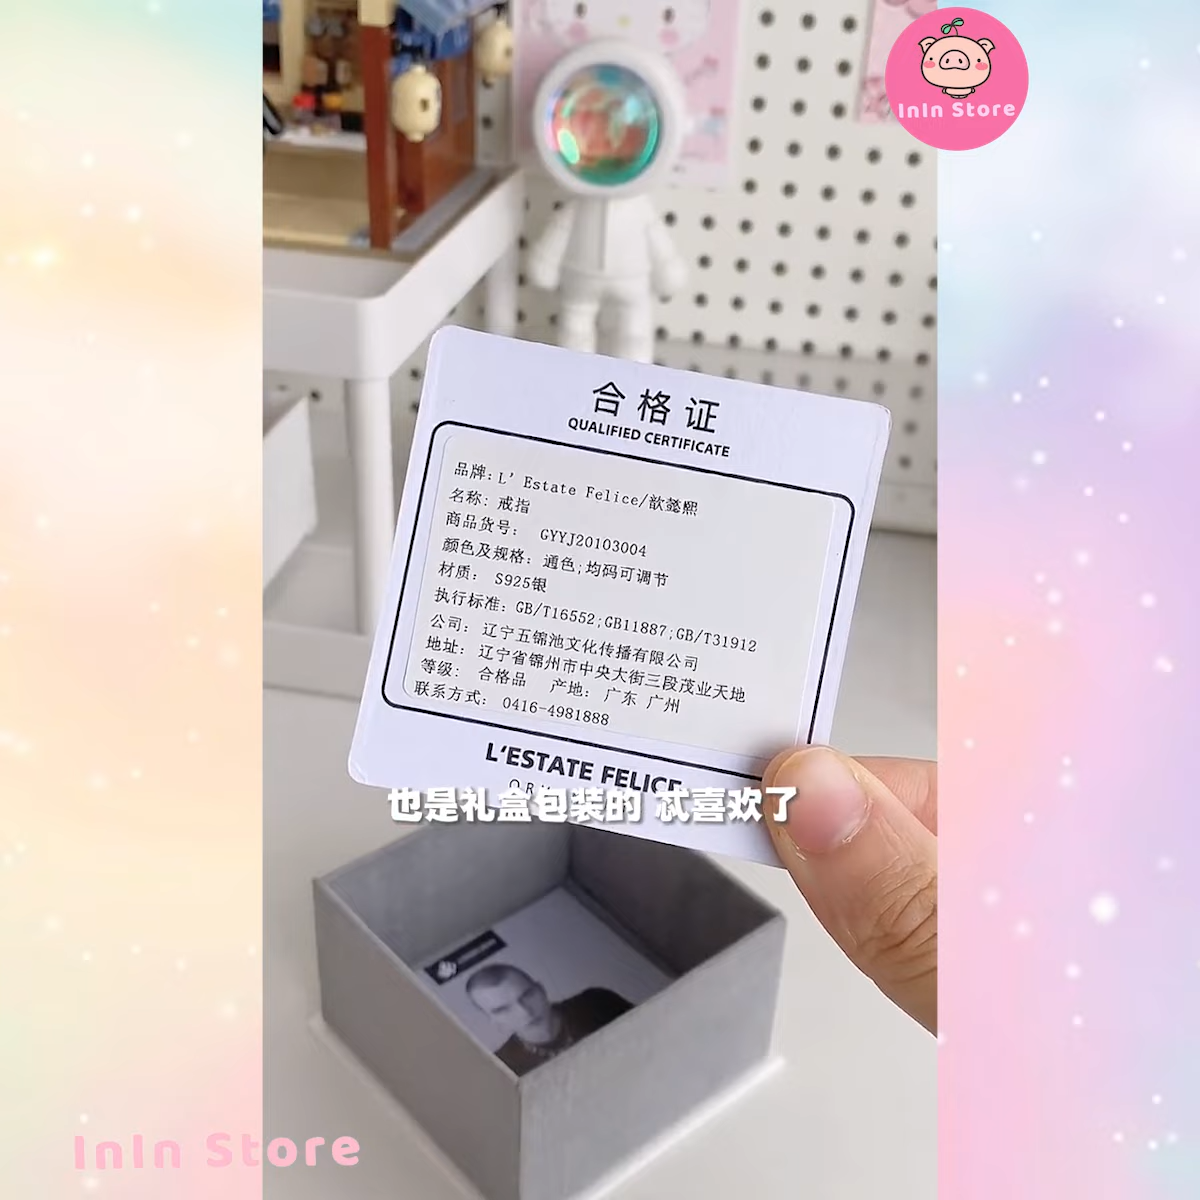 InIn Store
合格证
QUALIFIED CERTIFICATE
品牌: L' Estate Felice/歆懿熙
名称: 戒指
商品货号: GYYJ20103004
颜色及规格: 通色;均码可调节
材质: S925银
执行标准: GB/T16552;GB11887;GB/T31912
公司: 辽宁五锦池文化传播有限公司
地址: 辽宁省锦州市中央大街三段茂业天地
等级: 合格品 产地: 广东 广州
联系方式: 0416-4981888
L'ESTATE FELICE
也是礼盒包装的 忒喜欢了
InIn Store